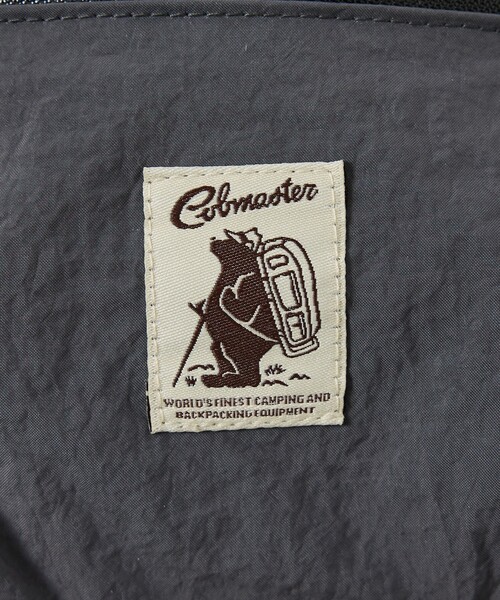 Cobmaster
WORLD'S FINEST CAMPING AND
BACKPACKING EQUIPMENT